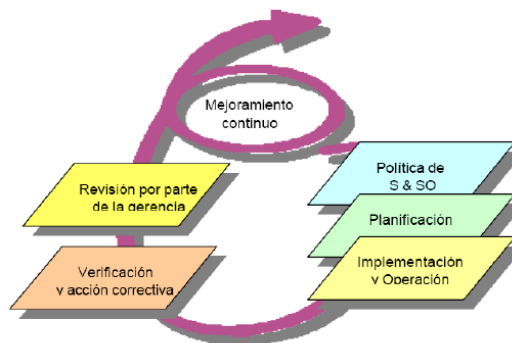 Mejoramiento
continuo
Política de
S & SO
Planificación
Implementación
y Operación
Verificación
y acción correctiva
Revisión por parte
de la gerencia